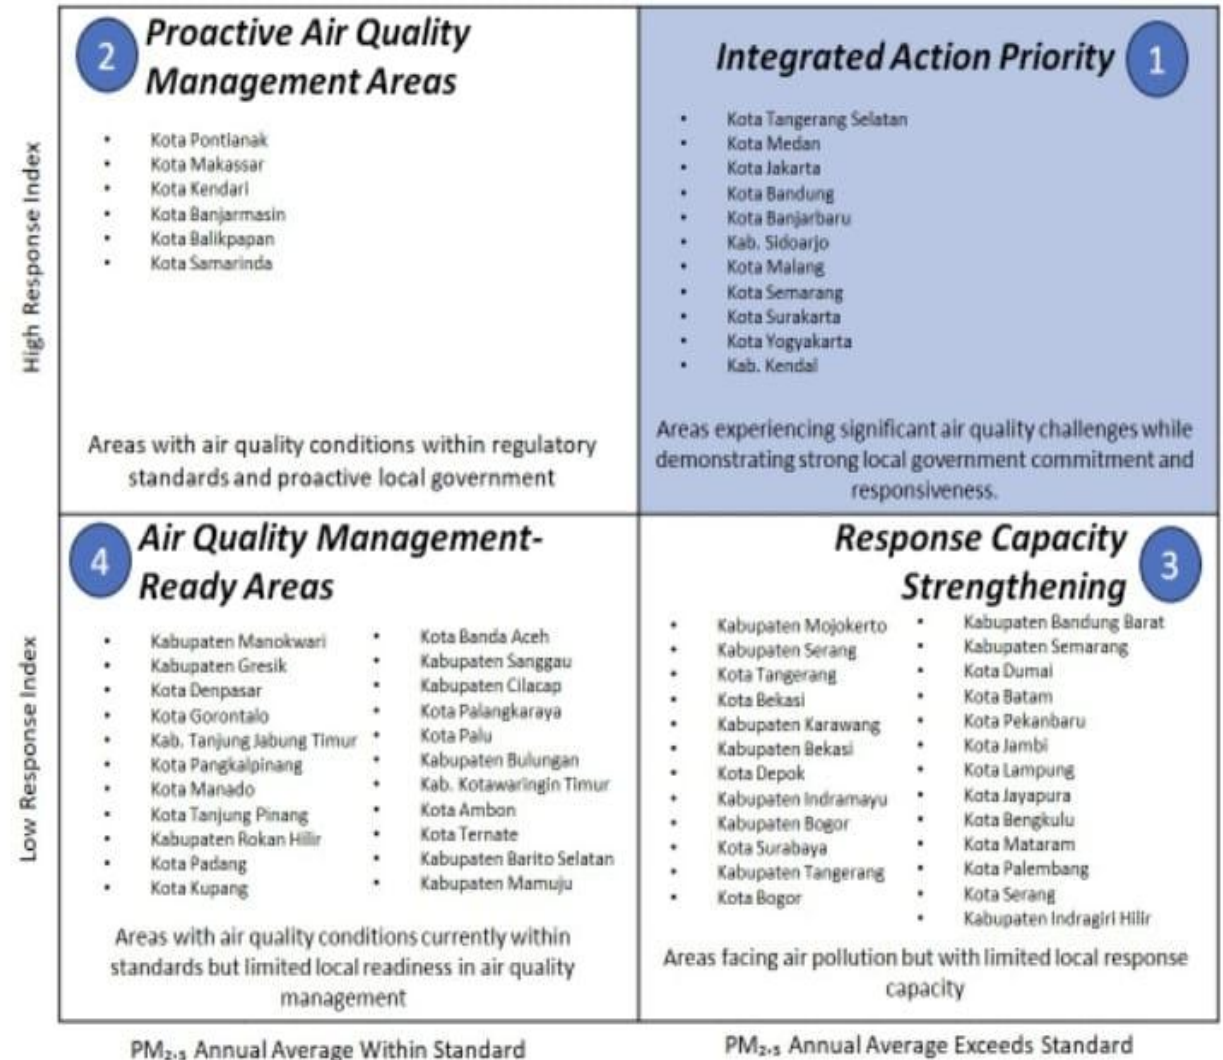 High Response Index
2
Proactive Air Quality
Management Areas
• Kota Pontianak
• Kota Makassar
• Kota Kendari
• Kota Banjarmasin
• Kota Balikpapan
• Kota Samarinda
Areas with air quality conditions within regulatory
standards and proactive local government
Integrated Action Priority
1
• Kota Tangerang Selatan
• Kota Medan
• Kota Jakarta
• Kota Bandung
• Kota Banjarbaru
• Kab. Sidoarjo
• Kota Malang
• Kota Semarang
• Kota Surakarta
• Kota Yogyakarta
• Kab. Kendal
Areas experiencing significant air quality challenges while
demonstrating strong local government commitment and
responsiveness.
Low Response Index
4
Air Quality Management-
Ready Areas
• Kabupaten Manokwari
• Kabupaten Gresik
• Kota Denpasar
• Kota Gorontalo
• Kab. Tanjung Jabung Timur
• Kota Pangkalpinang
• Kota Manado
• Kota Tanjung Pinang
• Kabupaten Rokan Hilir
• Kota Padang
• Kota Kupang
• Kota Banda Aceh
• Kabupaten Sanggau
• Kabupaten Cilacap
• Kota Palangkaraya
• Kota Palu
• Kabupaten Bulungan
• Kab. Kotawaringin Timur
• Kota Ambon
• Kota Ternate
• Kabupaten Barito Selatan
• Kabupaten Mamuju
Areas with air quality conditions currently within
standards but limited local readiness in air quality
management
Response Capacity
Strengthening
3
• Kabupaten Mojokerto
• Kabupaten Serang
• Kota Tangerang
• Kota Bekasi
• Kabupaten Karawang
• Kabupaten Bekasi
• Kota Depok
• Kabupaten Indramayu
• Kabupaten Bogor
• Kota Surabaya
• Kabupaten Tangerang
• Kota Bogor
• Kabupaten Bandung Barat
• Kabupaten Semarang
• Kota Dumai
• Kota Batam
• Kota Pekanbaru
• Kota Jambi
• Kota Lampung
• Kota Jayapura
• Kota Bengkulu
• Kota Mataram
• Kota Palembang
• Kota Serang
• Kabupaten Indragiri Hilir
Areas facing air pollution but with limited local response
capacity
PM₂.₅ Annual Average Within Standard
PM₂.₅ Annual Average Exceeds Standard